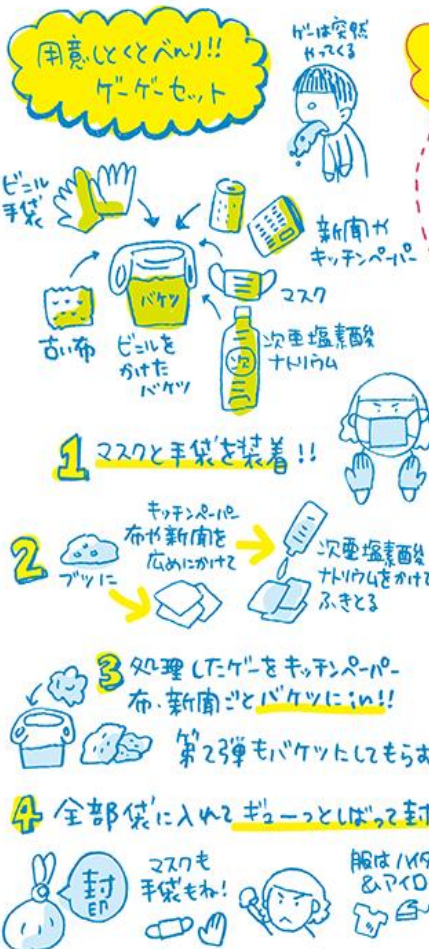 用意しとくとべんり!!
ゲーゲーセット
ゲーは突然
やってくる
ビニル
手袋
新聞や
キッチンペーパー
バケツ
マスク
古い布
ビニルを
かけた
バケツ
次
次亜塩素酸
ナトリウム
1 マスクと手袋を装着!!
2
ブツに
キッチンペーパー
布や新聞を
広めにかけて
次亜塩素酸
ナトリウムをかけて
ふきとる
3 処理したゲーをキッチンペーパー
布・新聞ごとバケツにin!!
第2弾もバケツにしてもらお
4 全部袋に入れてギューっとしばって封
封印
マスクも
手袋もね!
服はハイタ
&アイロ